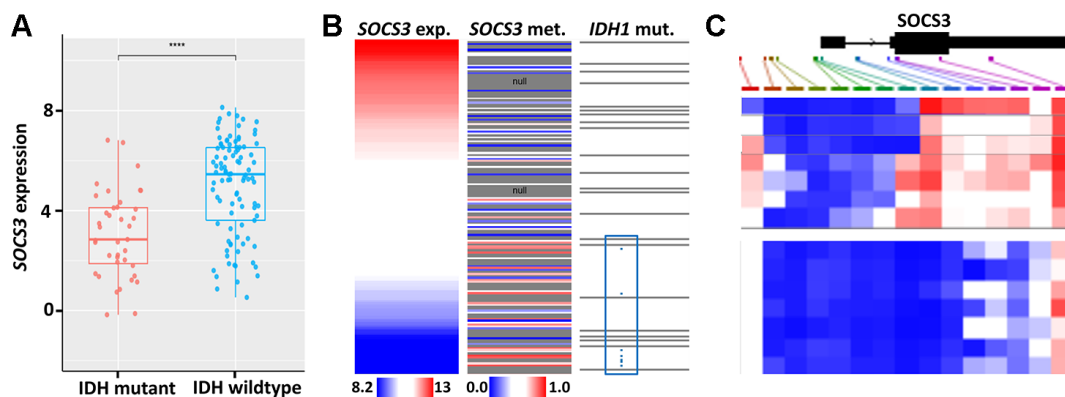 A
B
C
SOCS3 exp.
SOCS3 met.
IDH1 mut.
SOCS3
****
null
null
8
4
0
SOCS3 expression
IDH mutant
IDH wildtype
8.2
13
0.0
1.0